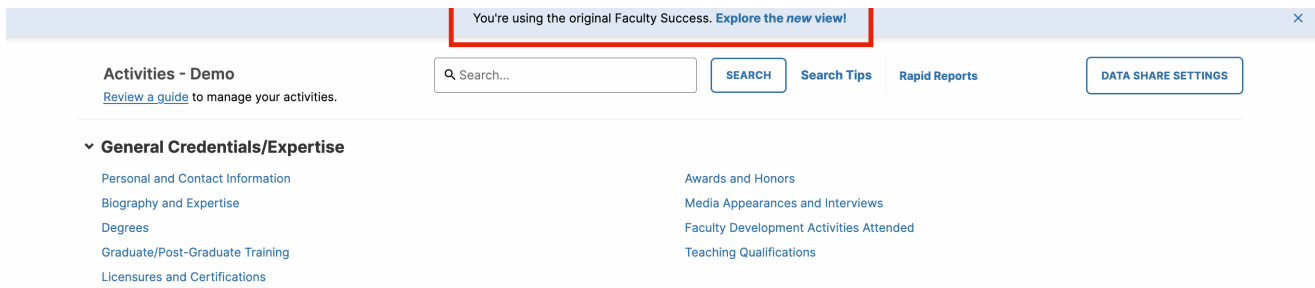 You're using the original Faculty Success. Explore the new view!
Activities - Demo
Review a guide to manage your activities.
Search...
SEARCH
Search Tips
Rapid Reports
DATA SHARE SETTINGS
General Credentials/Expertise
Personal and Contact Information
Biography and Expertise
Degrees
Graduate/Post-Graduate Training
Licensures and Certifications
Awards and Honors
Media Appearances and Interviews
Faculty Development Activities Attended
Teaching Qualifications